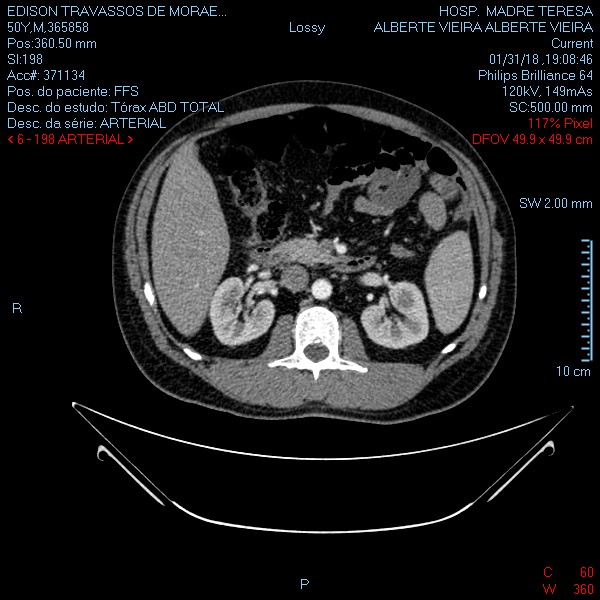 EDISON TRAVASSOS DE MORAE...
50Y,M,365858
Pos:360.50 mm
Sl:198
Acc#: 371134
Pos. do paciente: FFS
Desc. do estudo: Tórax ABD TOTAL
Desc. da série: ARTERIAL
< 6 - 198 ARTERIAL >
Lossy
HOSP. MADRE TERESA
ALBERTE VIEIRA ALBERTE VIEIRA
Current
01/31/18 ,19:08:46
Philips Brilliance 64
120kV, 149mAs
SC:500.00 mm
117% Pixel
DFOV 49.9 x 49.9 cm
SW 2.00 mm
R
10 cm
P
C 60
W 360